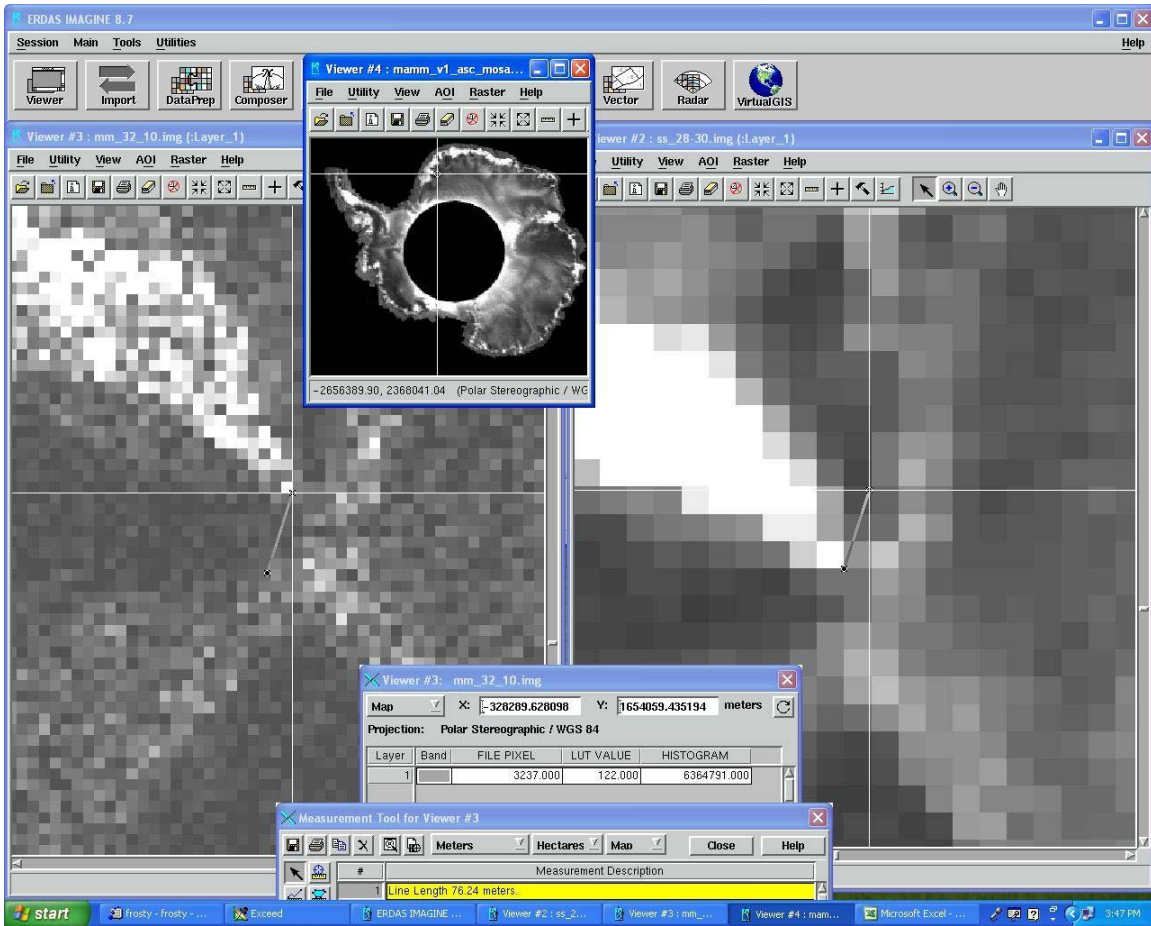 ERDAS IMAGINE 8.7
Session Main Tools Utilities Help
Viewer Import DataPrep Composer Vector Radar VirtualGIS
Viewer #4 : mamm_v1_asc_mosa...
File Utility View AOI Raster Help
-2656389.90, 2368041.04 (Polar Stereographic / WG
Viewer #3 : mm_32_10.img (:Layer_1)
File Utility View AOI Raster Help
iewer #2 : ss_28-30.img (:Layer_1)
Utility View AOI Raster Help
Viewer #3: mm_32_10.img
Map X: -328289.628098 Y: 1654059.435194 meters
Projection: Polar Stereographic / WGS 84
Layer Band FILE PIXEL LUT VALUE HISTOGRAM
1 3237.000 122.000 6364791.000
Measurement Tool for Viewer #3
Meters Hectares Map Close Help
# Measurement Description
1 Line Length 76.24 meters.
start frosty - frosty - ... Exceed ERDAS IMAGINE ... Viewer #2 : ss_2... Viewer #3 : mm_... Viewer #4 : mam... Microsoft Excel - ... 3:47 PM